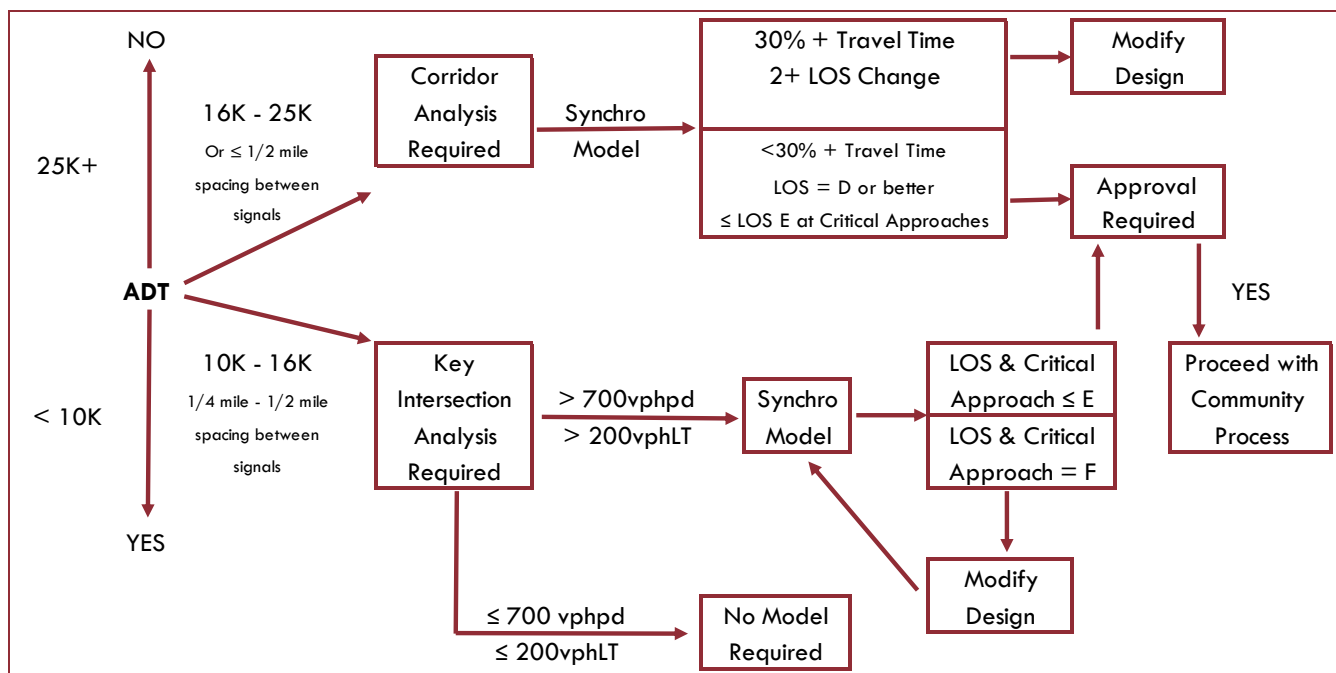 NO
25K+
ADT
< 10K
YES
16K - 25K
Or ≤ 1/2 mile
spacing between
signals
Corridor
Analysis
Required
Synchro
Model
30% + Travel Time
2+ LOS Change
<30% + Travel Time
LOS = D or better
≤ LOS E at Critical Approaches
Modify
Design
Approval
Required
YES
Proceed with
Community
Process
10K - 16K
1/4 mile - 1/2 mile
spacing between
signals
Key
Intersection
Analysis
Required
> 700vphpd
> 200vphLT
Synchro
Model
LOS & Critical
Approach ≤ E
LOS & Critical
Approach = F
Modify
Design
≤ 700 vphpd
≤ 200vphLT
No Model
Required